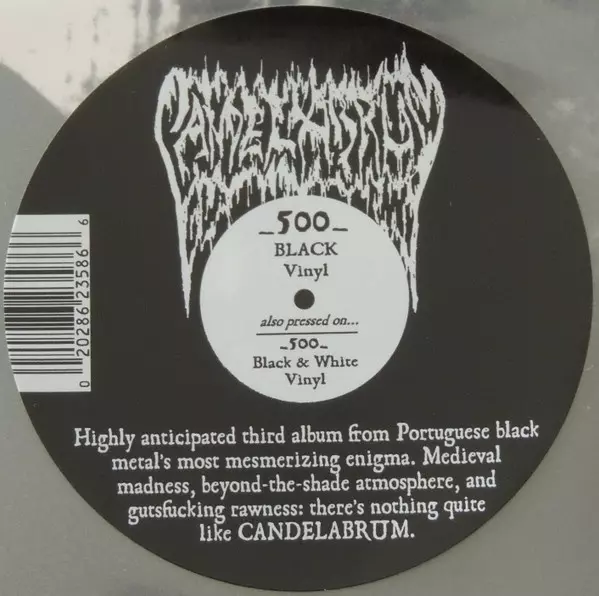 CANDELABRUM
_500_
BLACK
Vinyl
also pressed on...
_500_
Black & White
Vinyl
0 20286 23586 6
Highly anticipated third album from Portuguese black
metal's most mesmerizing enigma. Medieval
madness, beyond-the-shade atmosphere, and
gutsfucking rawness: there's nothing quite
like CANDELABRUM.